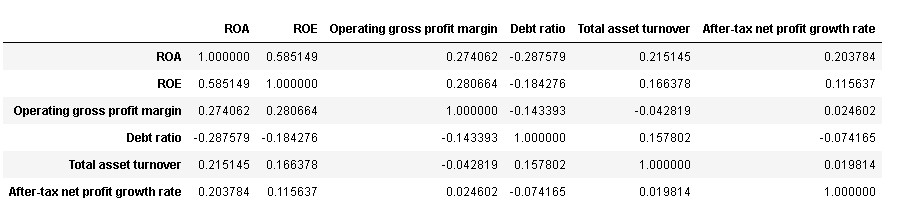 ROA ROE Operating gross profit margin Debt ratio Total asset turnover After-tax net profit growth rate
ROA 1.000000 0.585149 0.274062 -0.287579 0.215145 0.203784
ROE 0.585149 1.000000 0.280664 -0.184276 0.166378 0.115637
Operating gross profit margin 0.274062 0.280664 1.000000 -0.143393 -0.042819 0.024602
Debt ratio -0.287579 -0.184276 -0.143393 1.000000 0.157802 -0.074165
Total asset turnover 0.215145 0.166378 -0.042819 0.157802 1.000000 0.019814
After-tax net profit growth rate 0.203784 0.115637 0.024602 -0.074165 0.019814 1.000000